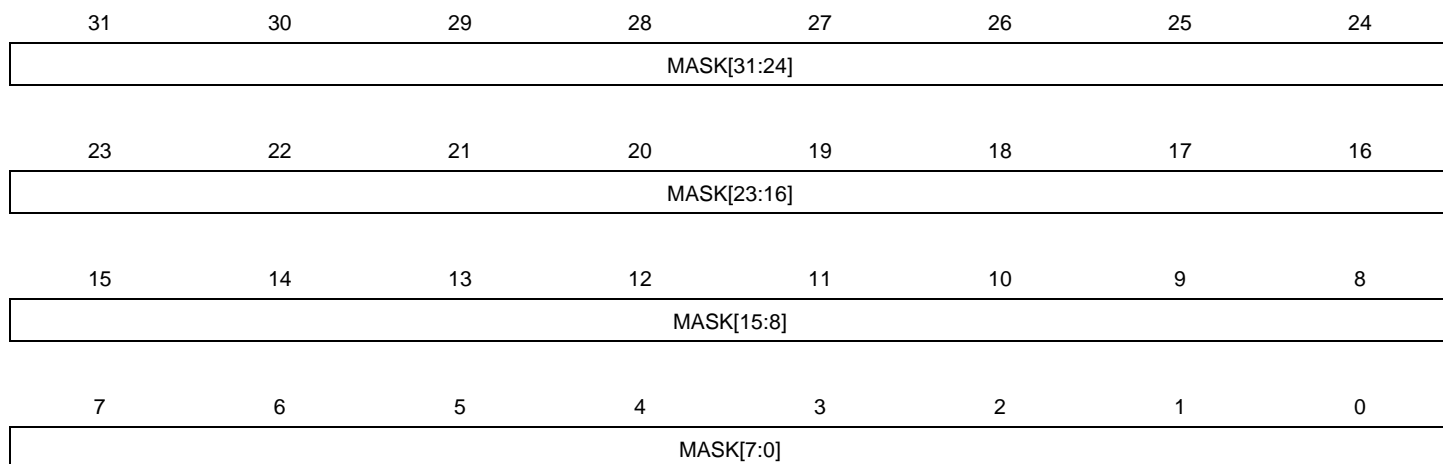 31 30 29 28 27 26 25 24
MASK[31:24]
23 22 21 20 19 18 17 16
MASK[23:16]
15 14 13 12 11 10 9 8
MASK[15:8]
7 6 5 4 3 2 1 0
MASK[7:0]